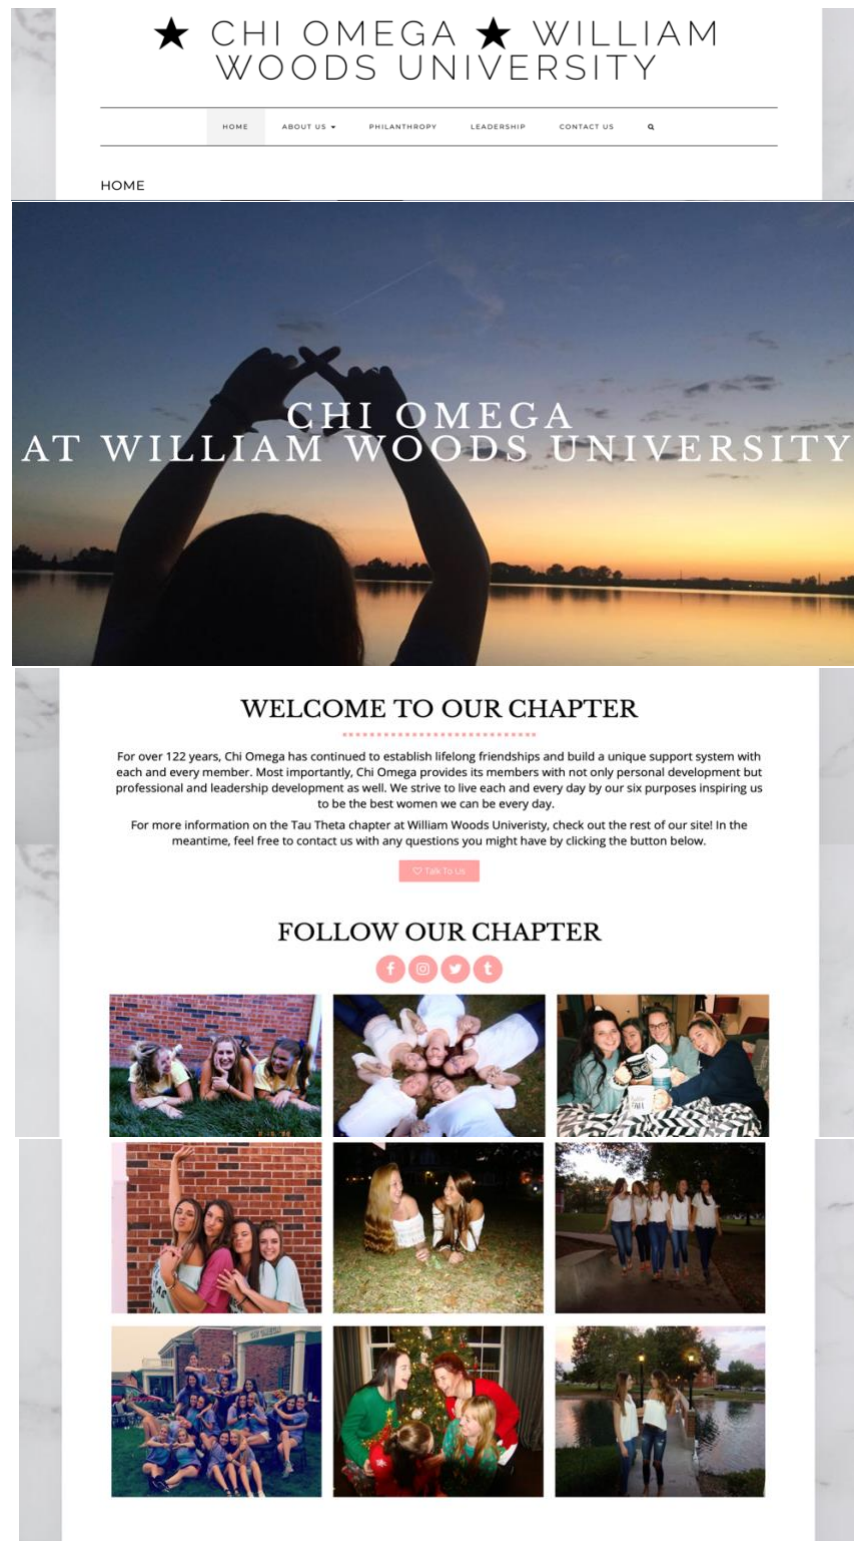 ★ CHI OMEGA ★ WILLIAM
WOODS UNIVERSITY
HOME
ABOUT US
PHILANTHROPY
LEADERSHIP
CONTACT US
HOME
CHI OMEGA
AT WILLIAM WOODS UNIVERSITY
WELCOME TO OUR CHAPTER
For over 122 years, Chi Omega has continued to establish lifelong friendships and build a unique support system with
each and every member. Most importantly, Chi Omega provides its members with not only personal development but
professional and leadership development as well. We strive to live each and every day by our six purposes inspiring us
to be the best women we can be every day.
For more information on the Tau Theta chapter at William Woods Univeristy, check out the rest of our site! In the
meantime, feel free to contact us with any questions you might have by clicking the button below.
Talk To Us
FOLLOW OUR CHAPTER